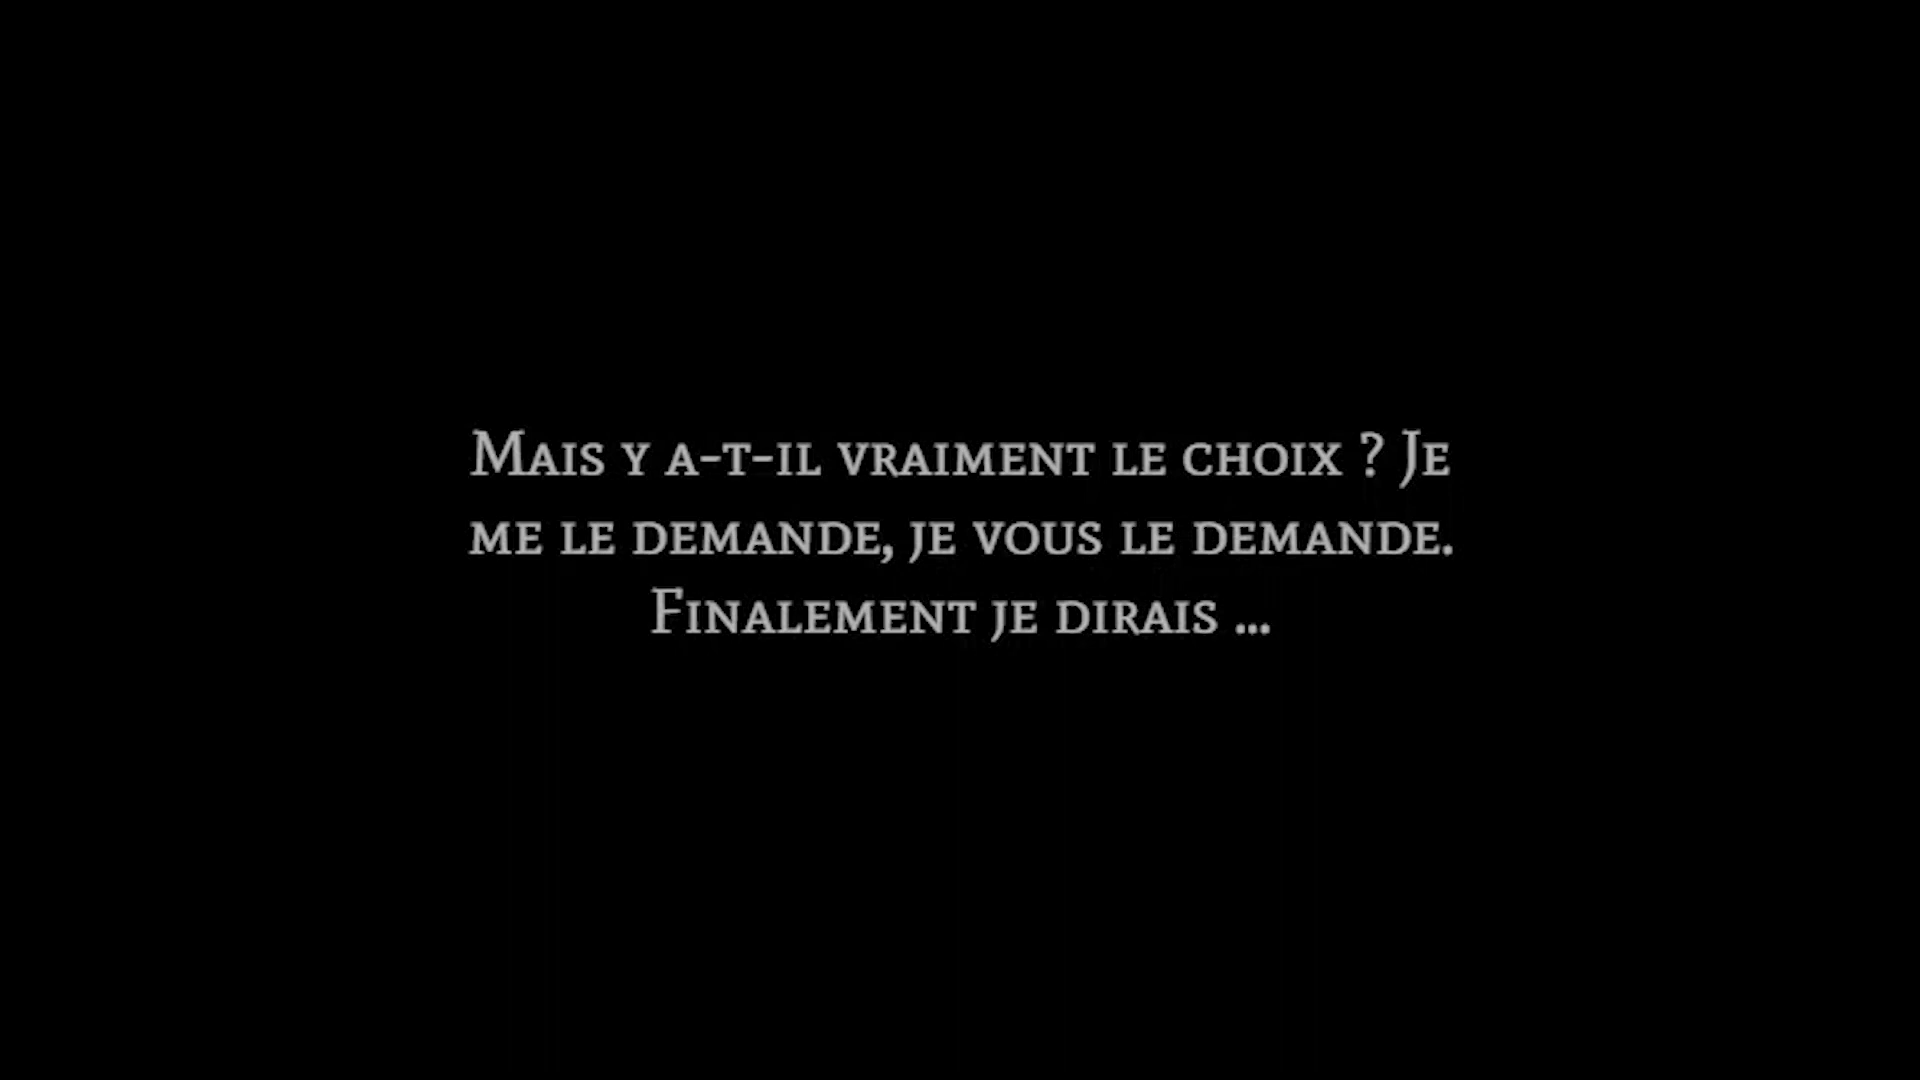 Mais y a-t-il vraiment le choix ? Je
me le demande, je vous le demande.
Finalement je dirais ...